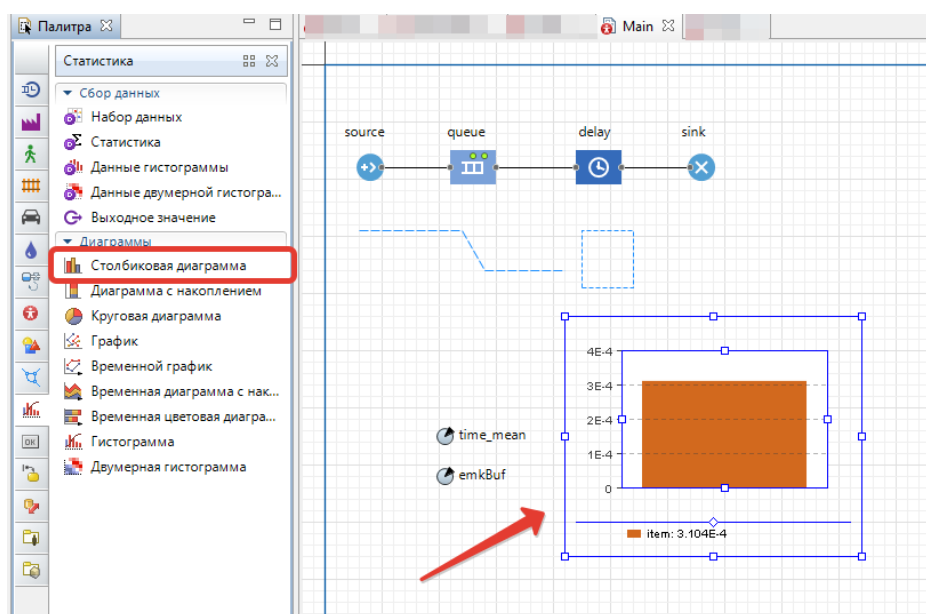 Палитра
Main
Статистика
Сбор данных
Набор данных
Статистика
Данные гистограммы
Данные двумерной гистогра...
Выходное значение
Диаграммы
Столбиковая диаграмма
Диаграмма с накоплением
Круговая диаграмма
График
Временной график
Временная диаграмма с нак...
Временная цветовая диагра...
Гистограмма
Двумерная гистограмма
OK
source queue delay sink
time_mean
emkBuf
4E-4
3E-4
2E-4
1E-4
0
item: 3.104E-4